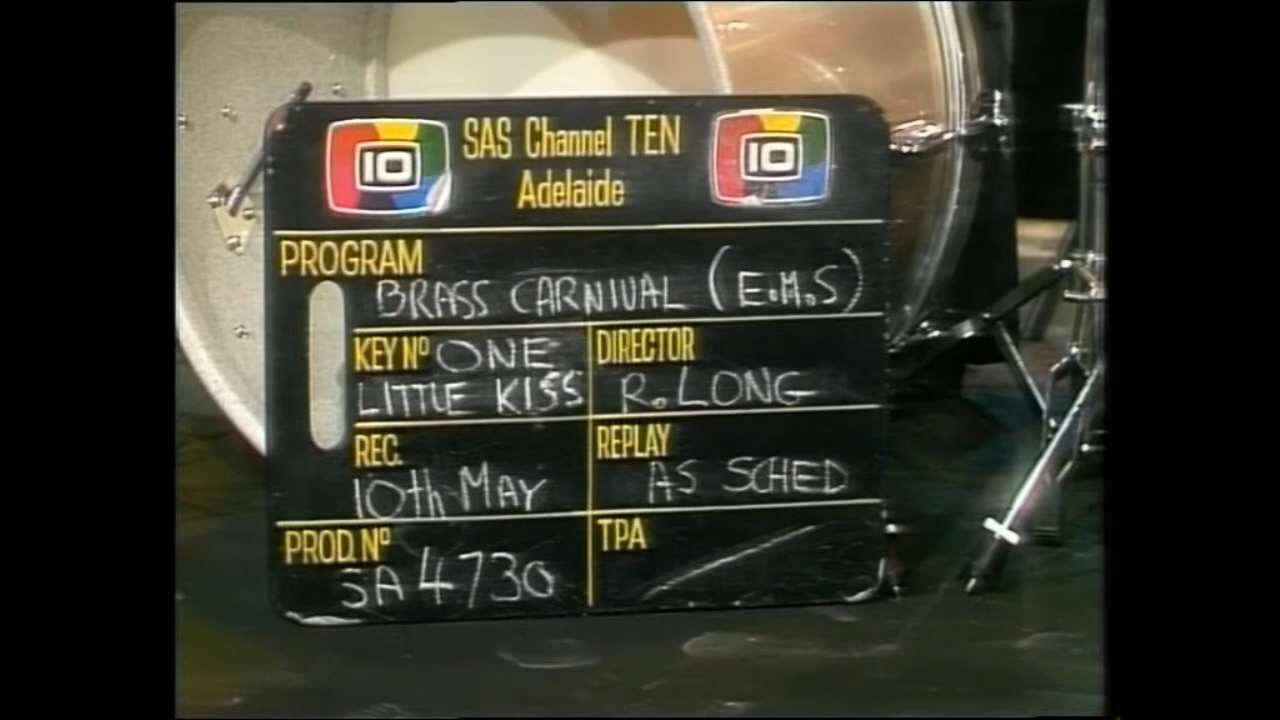 10 SAS Channel TEN 10
Adelaide
PROGRAM
BRASS CARNIVAL (E.M.S)
KEY Nº ONE
LITTLE KISS
DIRECTOR
R. LONG
REC.
10th MAY
REPLAY
AS SCHED
PROD. Nº
SA 4730
TPA